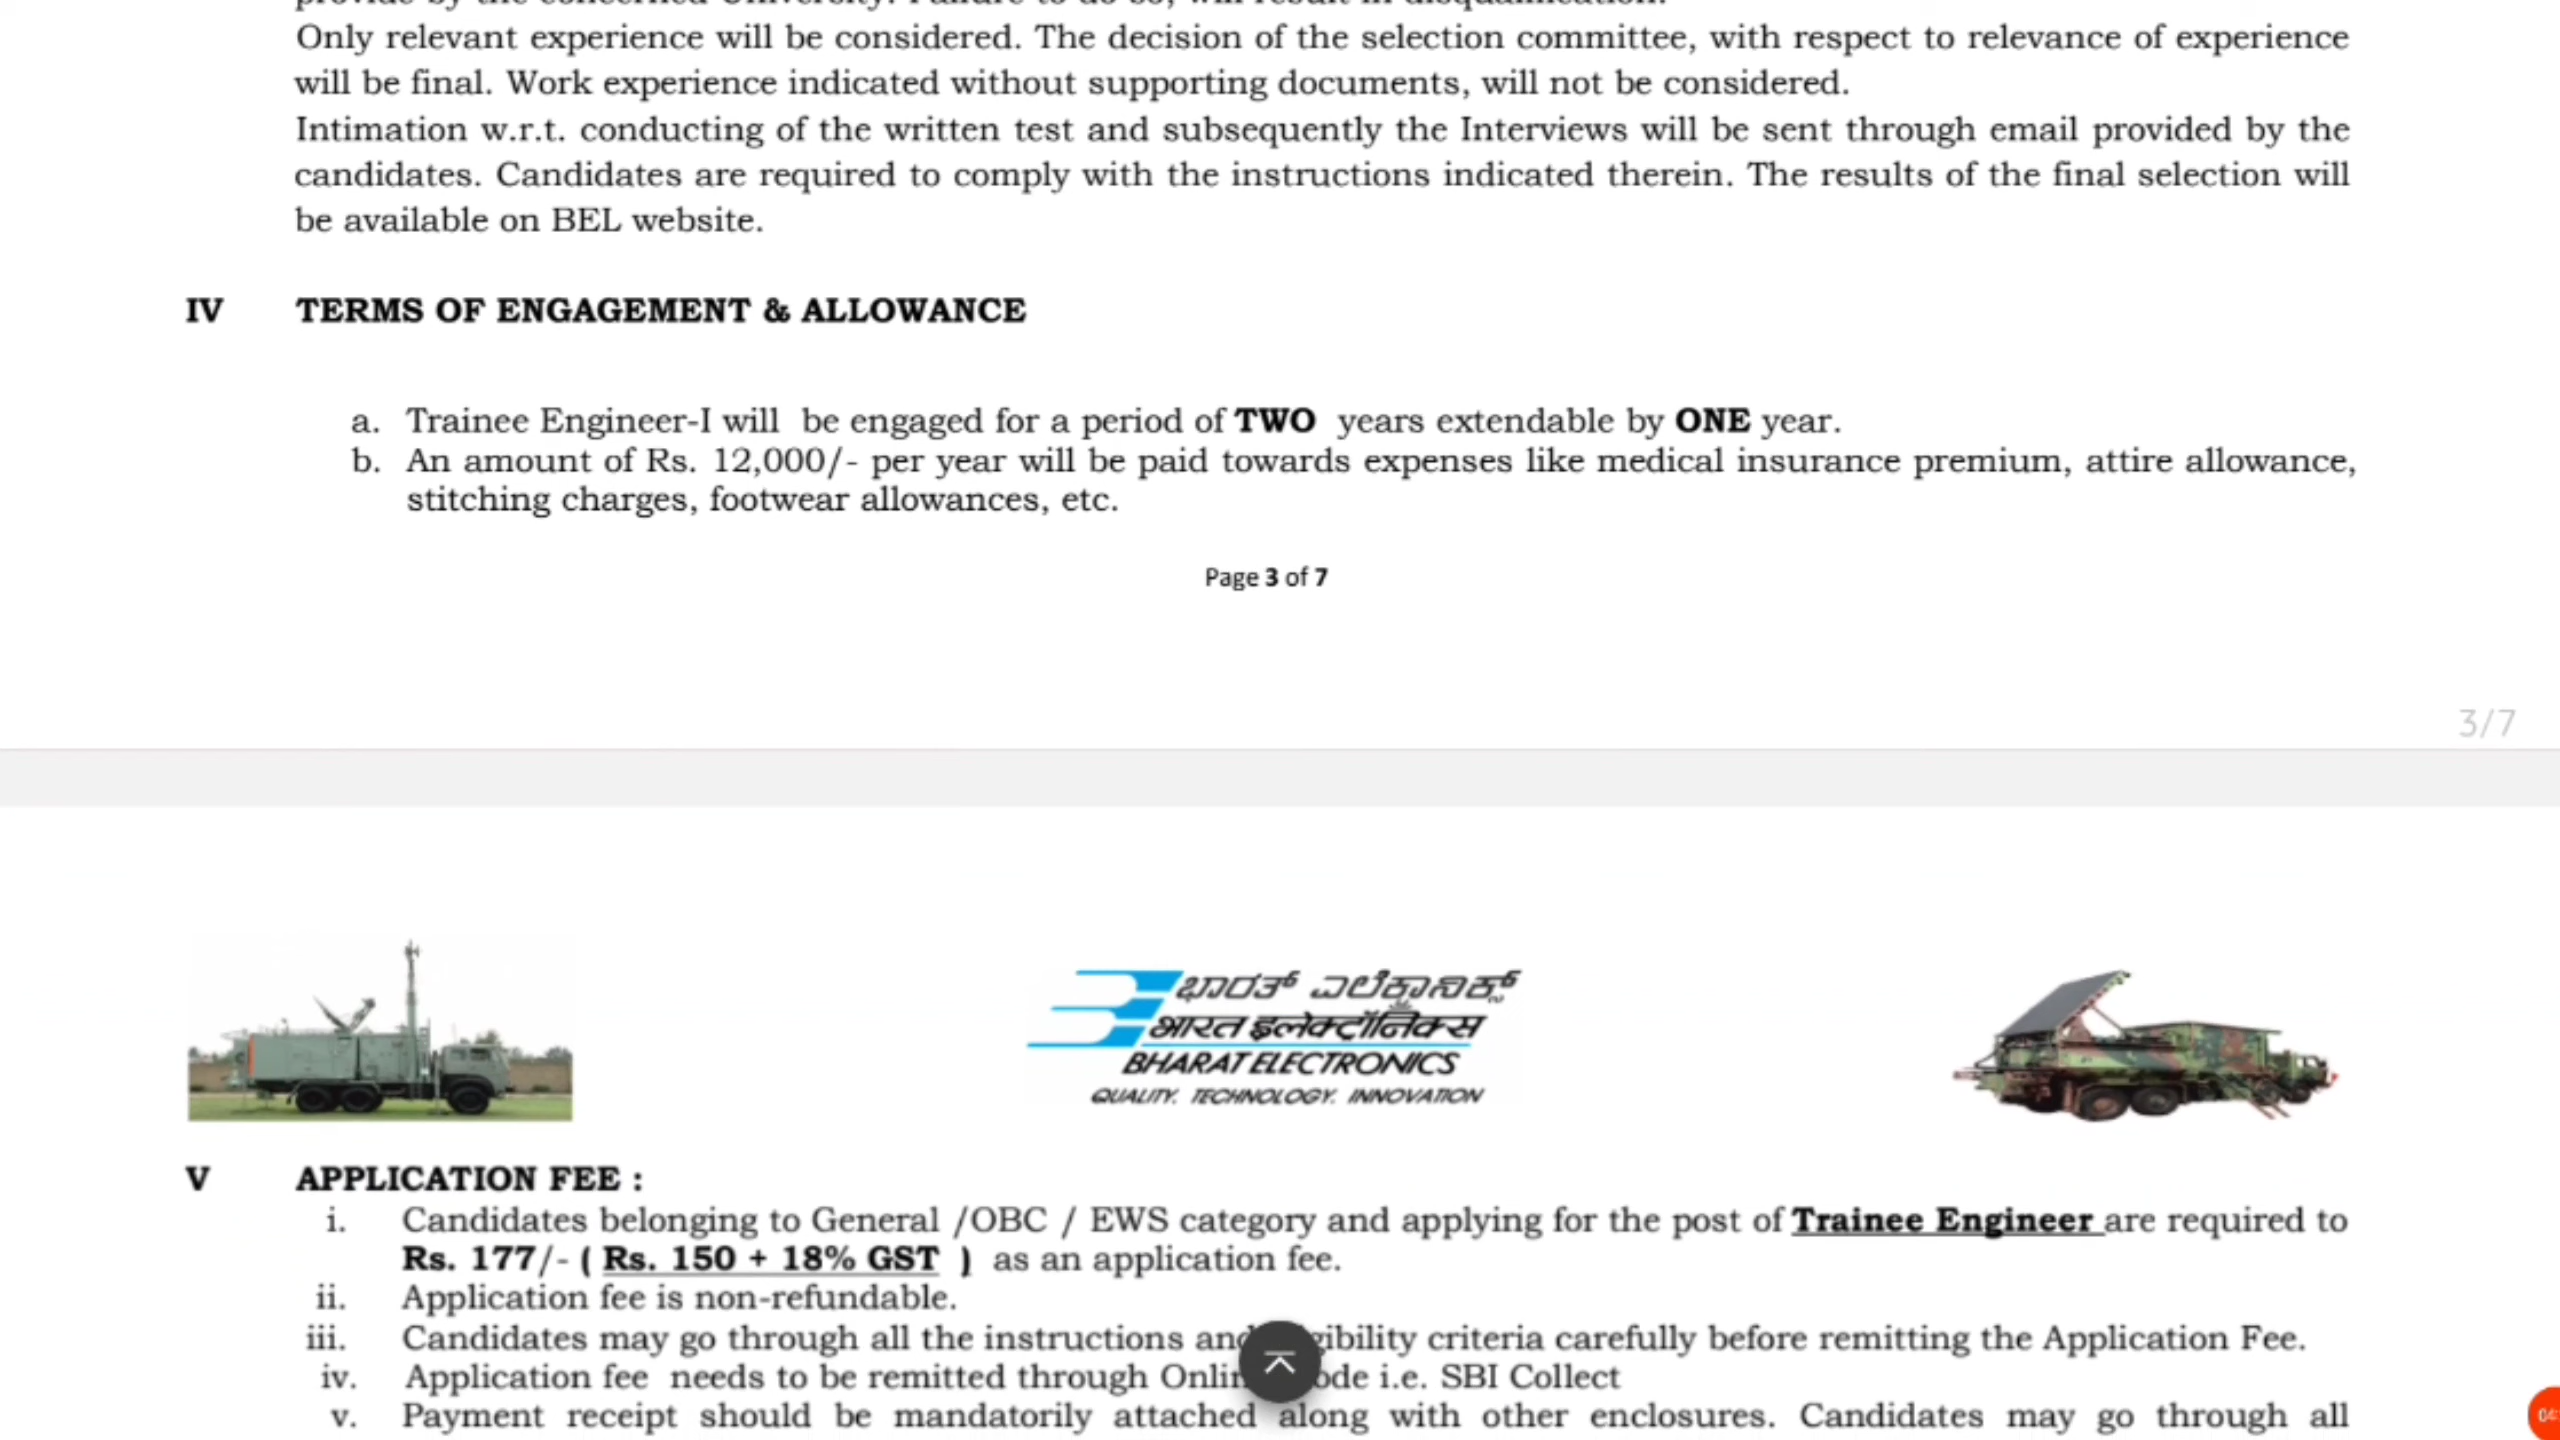 Only relevant experience will be considered. The decision of the selection committee, with respect to relevance of experience
will be final. Work experience indicated without supporting documents, will not be considered.
Intimation w.r.t. conducting of the written test and subsequently the Interviews will be sent through email provided by the
candidates. Candidates are required to comply with the instructions indicated therein. The results of the final selection will
be available on BEL website.
IV TERMS OF ENGAGEMENT & ALLOWANCE
a. Trainee Engineer-I will be engaged for a period of TWO years extendable by ONE year.
b. An amount of Rs. 12,000/- per year will be paid towards expenses like medical insurance premium, attire allowance,
stitching charges, footwear allowances, etc.
Page 3 of 7
3/7
ಭಾರತ್ ಎಲೆಕ್ಟ್ರಾನಿಕ್ಸ್
भारत इलेक्ट्रॉनिक्स
BHARAT ELECTRONICS
QUALITY. TECHNOLOGY. INNOVATION
V APPLICATION FEE :
i. Candidates belonging to General /OBC / EWS category and applying for the post of Trainee Engineer are required to
Rs. 177/- ( Rs. 150 + 18% GST ) as an application fee.
ii. Application fee is non-refundable.
iii. Candidates may go through all the instructions criteria carefully before remitting the Application Fee.
iv. Application fee needs to be remitted through i.e. SBI Collect
v. Payment receipt should be mandatorily attached along with other enclosures. Candidates may go through all